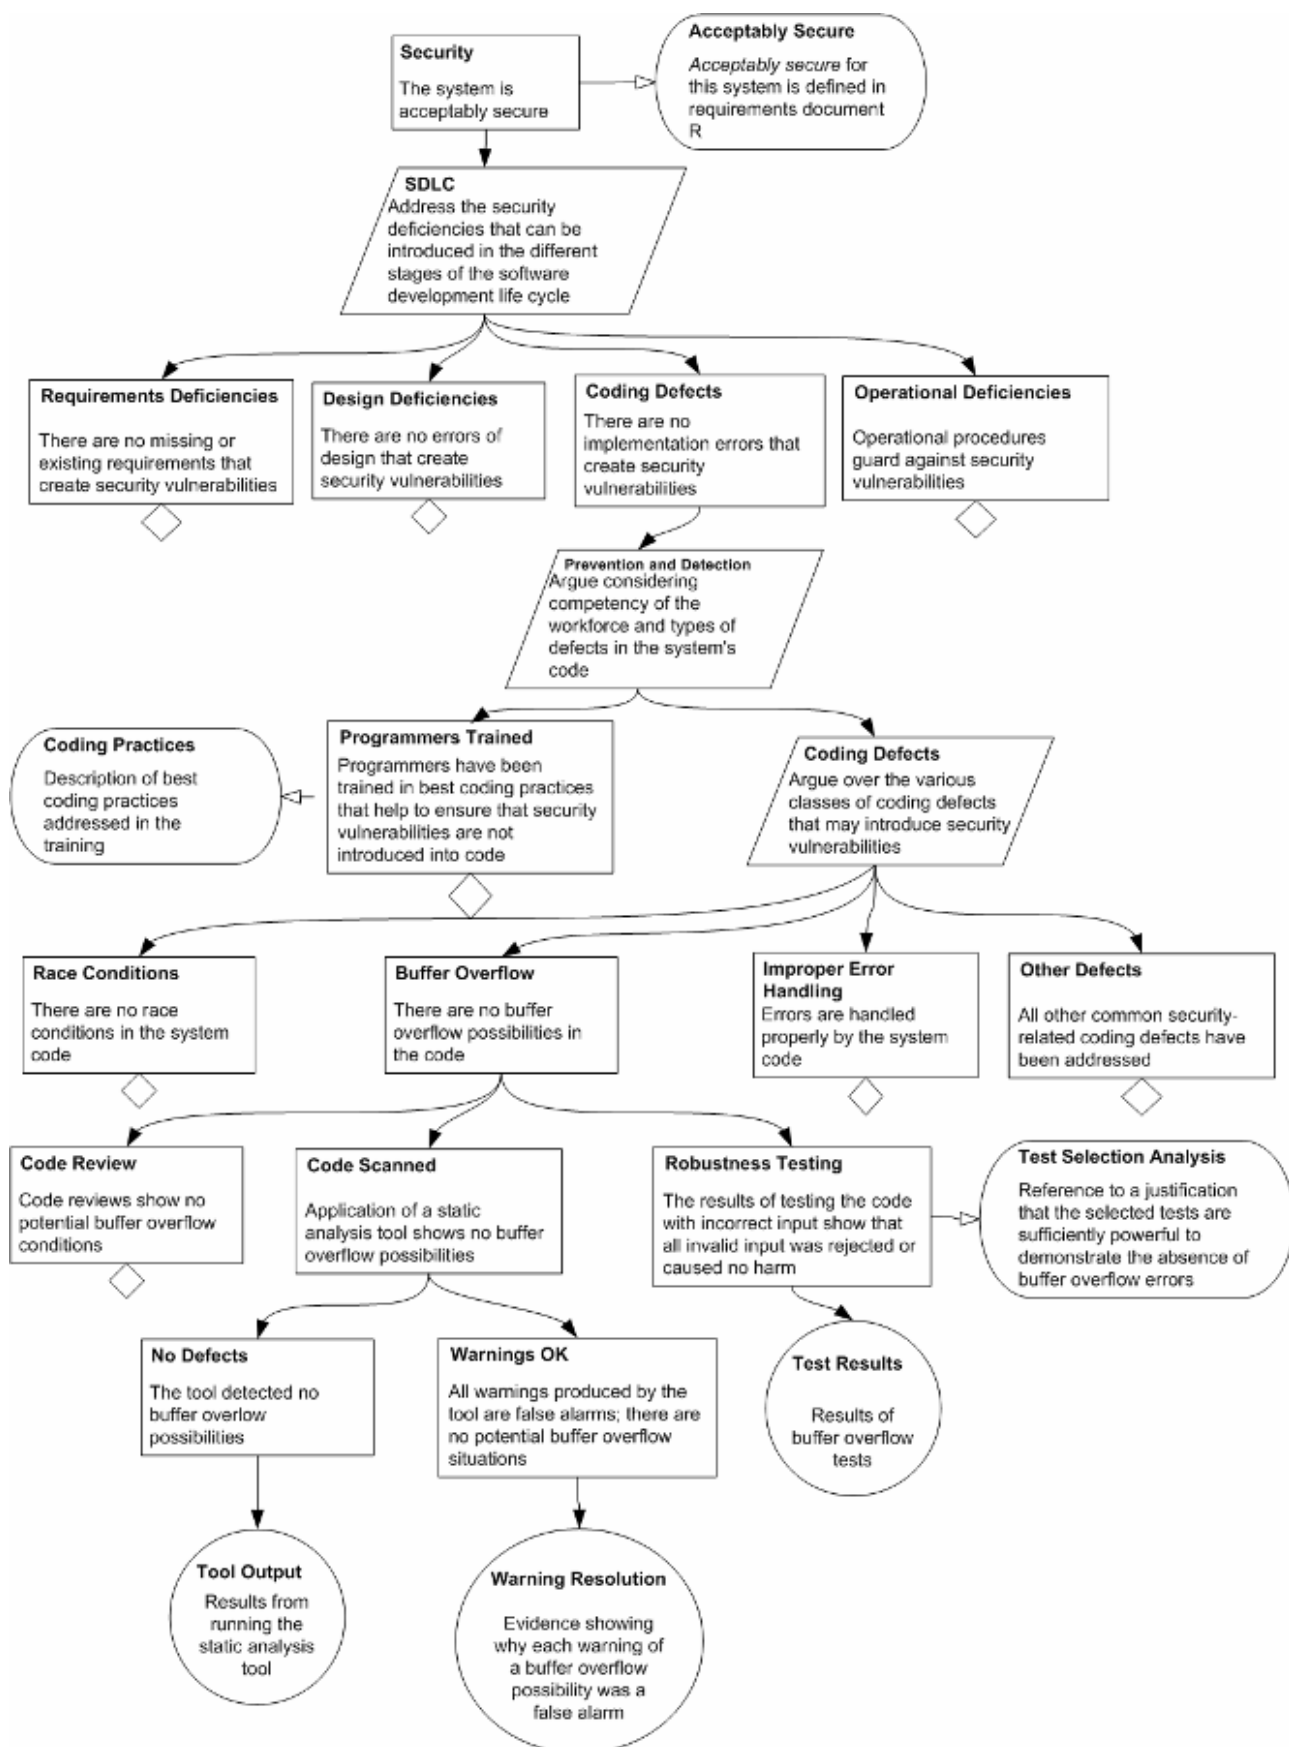 Security
The system is
acceptably secure
Acceptably Secure
Acceptably secure for
this system is defined in
requirements document
R
SDLC
Address the security
deficiencies that can be
introduced in the different
stages of the software
development life cycle
Requirements Deficiencies
There are no missing or
existing requirements that
create security vulnerabilities
Design Deficiencies
There are no errors of
design that create
security vulnerabilities
Coding Defects
There are no
implementation errors that
create security
vulnerabilities
Operational Deficiencies
Operational procedures
guard against security
vulnerabilities
Prevention and Detection
Argue considering
competency of the
workforce and types of
defects in the system's
code
Coding Practices
Description of best
coding practices
addressed in the
training
Programmers Trained
Programmers have been
trained in best coding practices
that help to ensure that security
vulnerabilities are not
introduced into code
Coding Defects
Argue over the various
classes of coding defects
that may introduce security
vulnerabilities
Race Conditions
There are no race
conditions in the system
code
Buffer Overflow
There are no buffer
overflow possibilities in
the code
Improper Error
Handling
Errors are handled
properly by the system
code
Other Defects
All other common security-
related coding defects have
been addressed
Code Review
Code reviews show no
potential buffer overflow
conditions
Code Scanned
Application of a static
analysis tool shows no buffer
overflow possibilities
Robustness Testing
The results of testing the code
with incorrect input show that
all invalid input was rejected or
caused no harm
Test Selection Analysis
Reference to a justification
that the selected tests are
sufficiently powerful to
demonstrate the absence of
buffer overflow errors
No Defects
The tool detected no
buffer overlow
possibilities
Warnings OK
All warnings produced by the
tool are false alarms; there are
no potential buffer overflow
situations
Test Results
Results of
buffer overflow
tests
Tool Output
Results from
running the
static analysis
tool
Warning Resolution
Evidence showing
why each warning of
a buffer overflow
possibility was a
false alarm